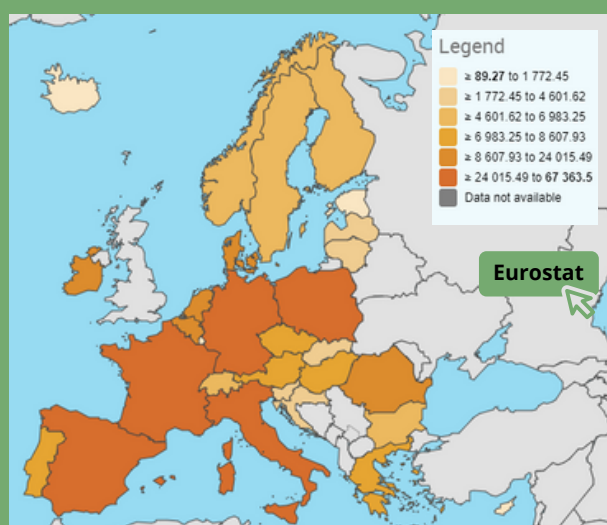 Legend
≥ 89.27 to 1 772.45
≥ 1 772.45 to 4 601.62
≥ 4 601.62 to 6 983.25
≥ 6 983.25 to 8 607.93
≥ 8 607.93 to 24 015.49
≥ 24 015.49 to 67 363.5
Data not available
Eurostat